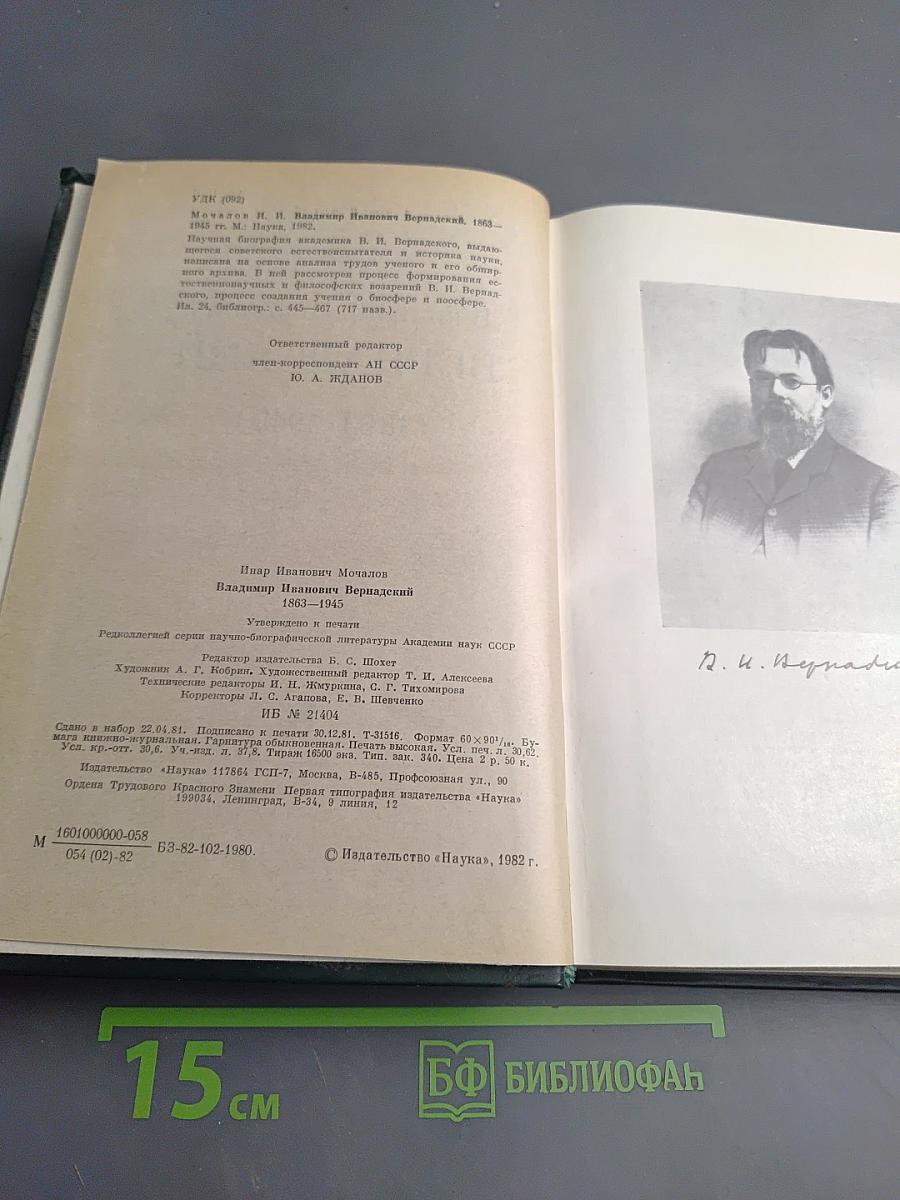 УДК (092)
Мочалов И. И. Владимир Иванович Вернадский. 1863—
1945 гг. М.: Наука, 1982.
Научная биография академика В. И. Вернадского, выдаю-
щегося советского естествоиспытателя и историка науки,
написана на основе анализа трудов ученого и его обшир-
ного архива. В ней рассмотрен процесс формирования ес-
тественнонаучных и философских воззрений В. И. Вернад-
ского, процесс создания учения о биосфере и ноосфере.
Ил. 24, библиогр.: с. 445—467 (717 назв.).
Ответственный редактор
член-корреспондент АН СССР
Ю. А. ЖДАНОВ
Инар Иванович Мочалов
Владимир Иванович Вернадский
1863—1945
Утверждено к печати
Редколлегией серии научно-биографической литературы Академии наук СССР
Редактор издательства Б. С. Шохет
Художник А. Г. Кобрин. Художественный редактор Т. И. Алексеева
Технические редакторы И. Н. Жмуркина, С. Г. Тихомирова
Корректоры Л. С. Агапова, Е. В. Шевченко
ИБ № 21404
Сдано в набор 22.04.81. Подписано к печати 30.12.81. Т-31516. Формат 60×90¹/₁₆. Бу-
мага книжно-журнальная. Гарнитура обыкновенная. Печать высокая. Усл. печ. л. 30,62.
Усл. кр.-отт. 30,6. Уч.-изд. л. 37,8. Тираж 16500 экз. Тип. зак. 340. Цена 2 р. 50 к.
Издательство «Наука» 117864 ГСП-7, Москва, В-485, Профсоюзная ул., 90
Ордена Трудового Красного Знамени Первая типография издательства «Наука»
199034, Ленинград, В-34, 9 линия, 12
М 1601000000-058
054 (02)-82 БЗ-82-102-1980.
© Издательство «Наука», 1982 г.
В. И. Вернадс
15 см
БФ БИБЛИОФАН